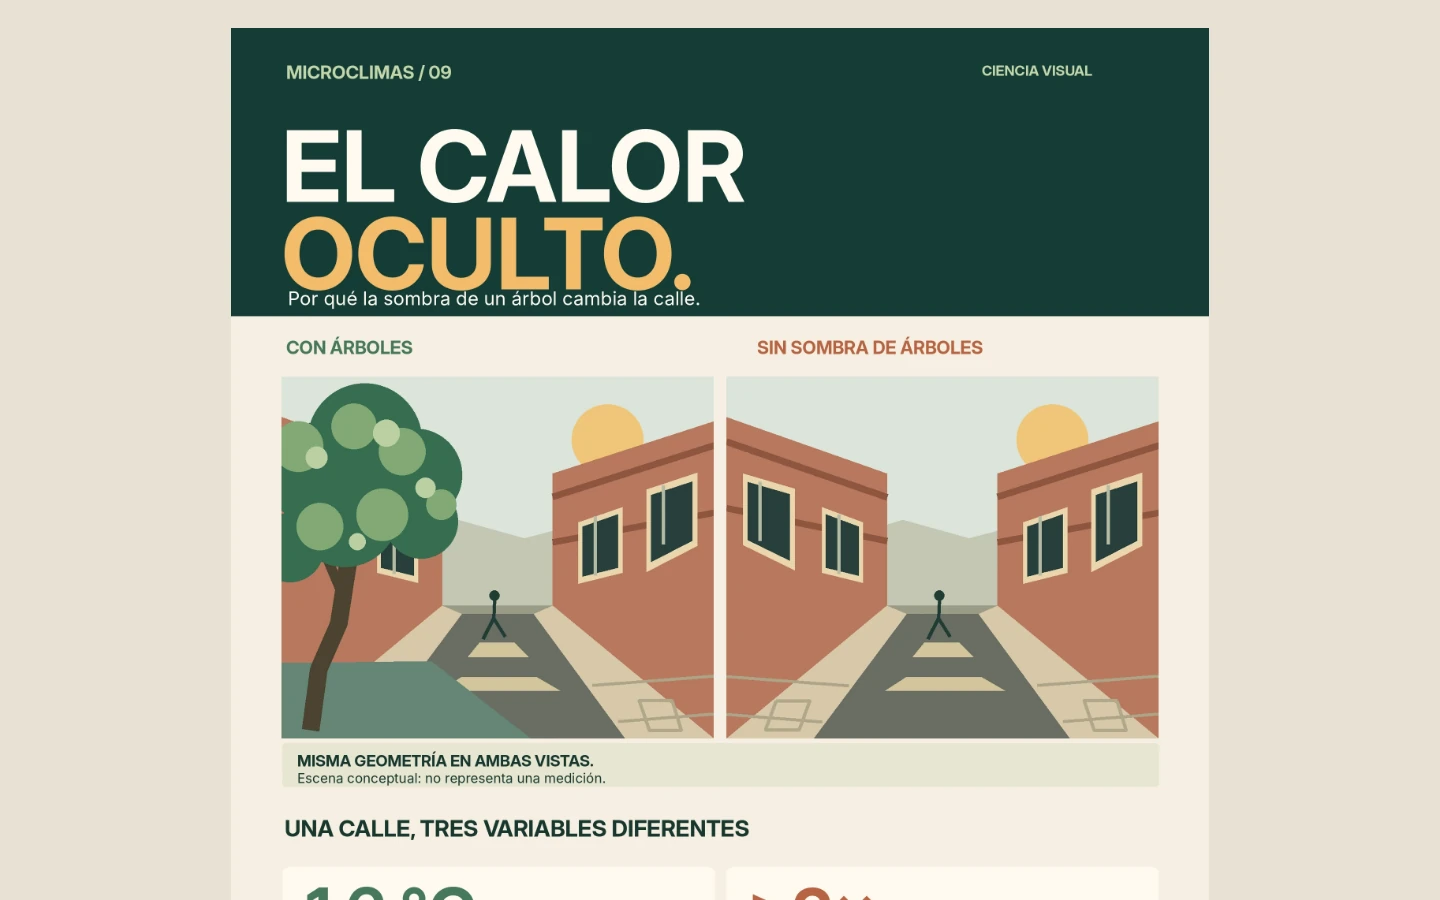 MICROCLIMAS / 09
CIENCIA VISUAL
EL CALOR
OCULTO.
Por qué la sombra de un árbol cambia la calle.
CON ÁRBOLES
SIN SOMBRA DE ÁRBOLES
MISMA GEOMETRÍA EN AMBAS VISTAS.
Escena conceptual: no representa una medición.
UNA CALLE, TRES VARIABLES DIFERENTES